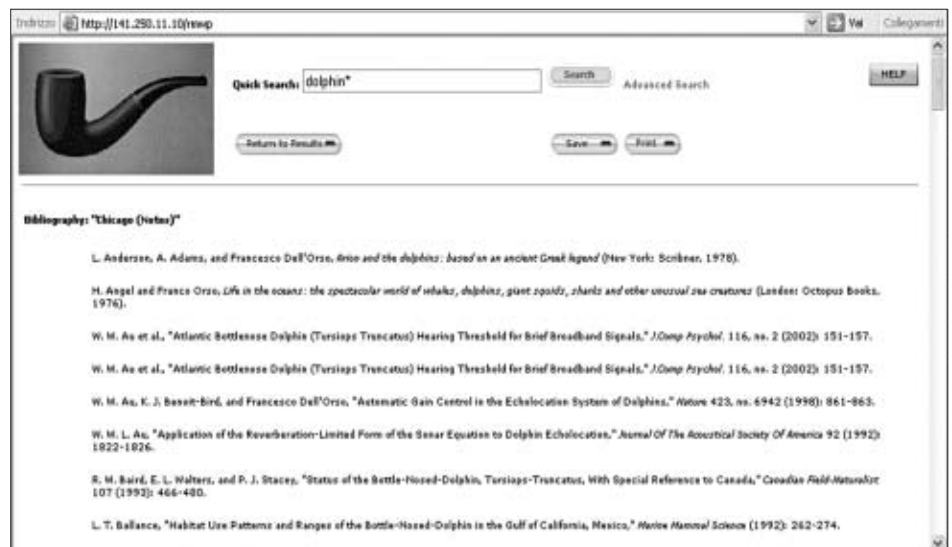 Indirizzo http://141.250.11.10/rewp Vai Collegamenti
Quick Search: dolphin* Search Advanced Search HELP
Return to Results Save Print
Bibliography: "Chicago (Notes)"
L. Anderson, A. Adams, and Francesco Dell'Orso, Arion and the dolphins: based on an ancient Greek legend (New York: Scribner, 1978).
H. Angel and Franco Orso, Life in the oceans: the spectacular world of whales, dolphins, giant squids, sharks and other unusual sea creatures (London: Octopus Books,
1976).
W. M. Au et al., "Atlantic Bottlenose Dolphin (Tursiops Truncatus) Hearing Threshold for Brief Broadband Signals," J.Comp Psychol. 116, no. 2 (2002): 151-157.
W. M. Au et al., "Atlantic Bottlenose Dolphin (Tursiops Truncatus) Hearing Threshold for Brief Broadband Signals," J.Comp Psychol. 116, no. 2 (2002): 151-157.
W. M. Au, K. J. Benoit-Bird, and Francesco Dell'Orso, "Automatic Gain Control in the Echolocation System of Dolphins," Nature 423, no. 6942 (1998): 861-863.
W. M. L. Au, "Application of the Reverberation-Limited Form of the Sonar Equation to Dolphin Echolocation," Journal Of The Acoustical Society Of America 92 (1992):
1822-1826.
R. M. Baird, E. L. Walters, and P. J. Stacey, "Status of the Bottle-Nosed-Dolphin, Tursiops-Truncatus, With Special Reference to Canada," Canadian Field-Naturalist
107 (1993): 466-480.
L. T. Ballance, "Habitat Use Patterns and Ranges of the Bottle-Nosed-Dolphin in the Gulf of California, Mexico," Marine Mammal Science (1992): 262-274.